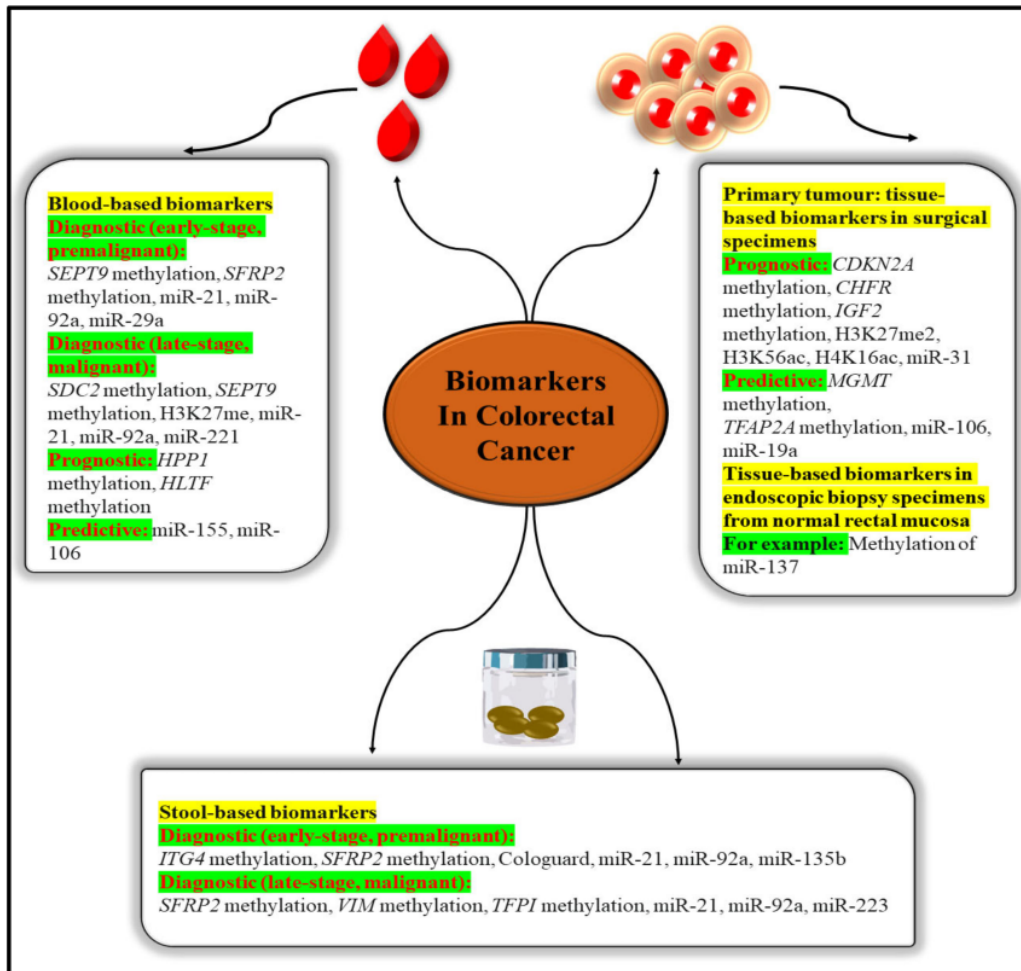 Blood-based biomarkers
Diagnostic (early-stage,
premalignant):
SEPT9 methylation, SFRP2
methylation, miR-21, miR-
92a, miR-29a
Diagnostic (late-stage,
malignant):
SDC2 methylation, SEPT9
methylation, H3K27me, miR-
21, miR-92a, miR-221
Prognostic: HPP1
methylation, HLTF
methylation
Predictive: miR-155, miR-
106
Primary tumour: tissue-
based biomarkers in surgical
specimens
Prognostic: CDKN2A
methylation, CHFR
methylation, IGF2
methylation, H3K27me2,
H3K56ac, H4K16ac, miR-31
Predictive: MGMT
methylation,
TFAP2A methylation, miR-106,
miR-19a
Tissue-based biomarkers in
endoscopic biopsy specimens
from normal rectal mucosa
For example: Methylation of
miR-137
Biomarkers
In Colorectal
Cancer
Stool-based biomarkers
Diagnostic (early-stage, premalignant):
ITG4 methylation, SFRP2 methylation, Cologuard, miR-21, miR-92a, miR-135b
Diagnostic (late-stage, malignant):
SFRP2 methylation, VIM methylation, TFPI methylation, miR-21, miR-92a, miR-223